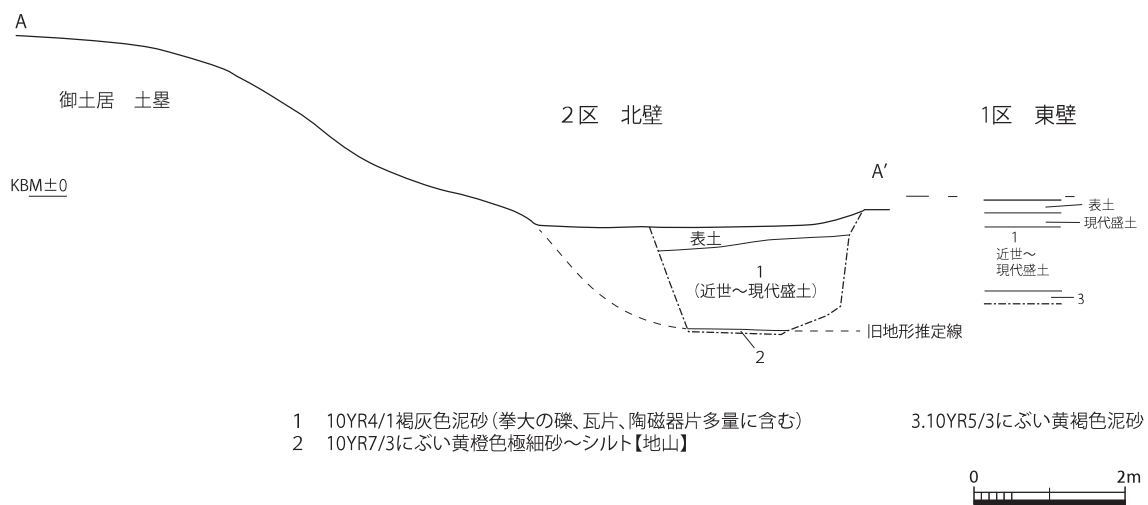 A
御土居　土塁
2区　北壁
1区　東壁
A'
KBM±0
表土
現代盛土
1
近世～
現代盛土
3
表土
1
（近世～現代盛土）
旧地形推定線
2
1　10YR4/1褐灰色泥砂（拳大の礫、瓦片、陶磁器片多量に含む）
2　10YR7/3にぶい黄橙色極細砂～シルト【地山】
3.10YR5/3にぶい黄褐色泥砂
0　2m